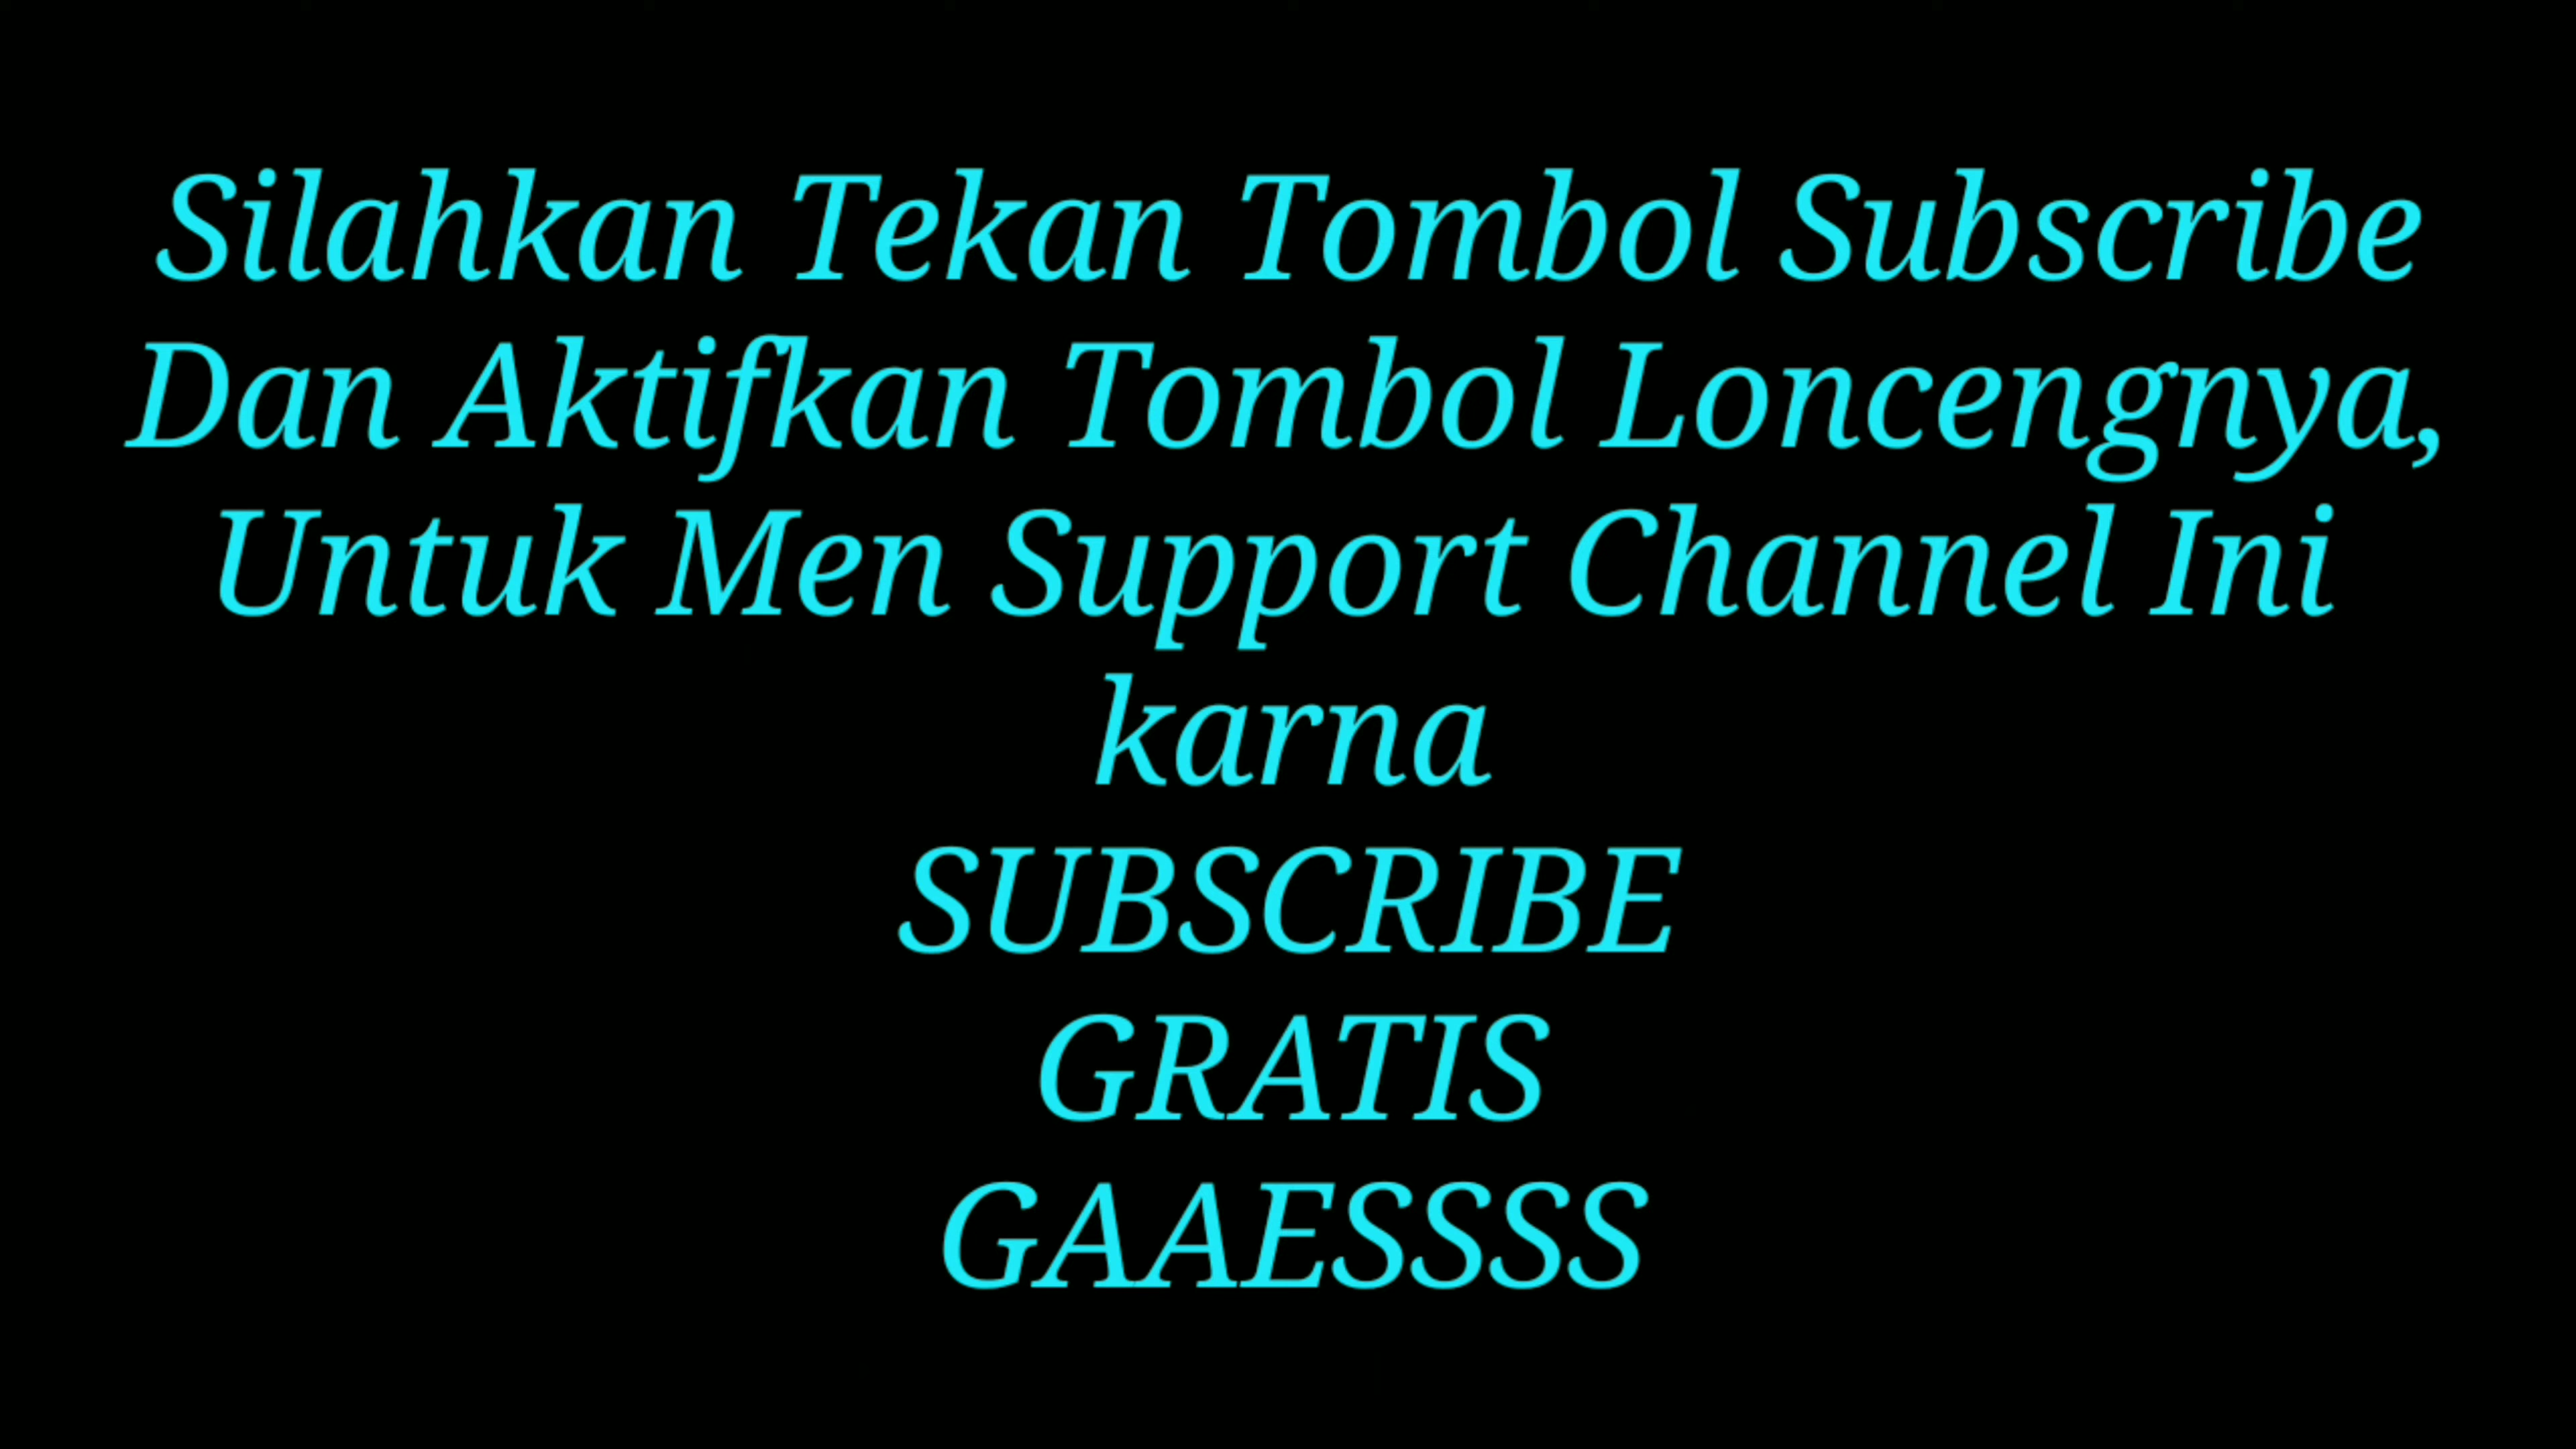 Silahkan Tekan Tombol Subscribe
Dan Aktifkan Tombol Loncengnya,
Untuk Men Support Channel Ini
karna
SUBSCRIBE
GRATIS
GAAESSSS